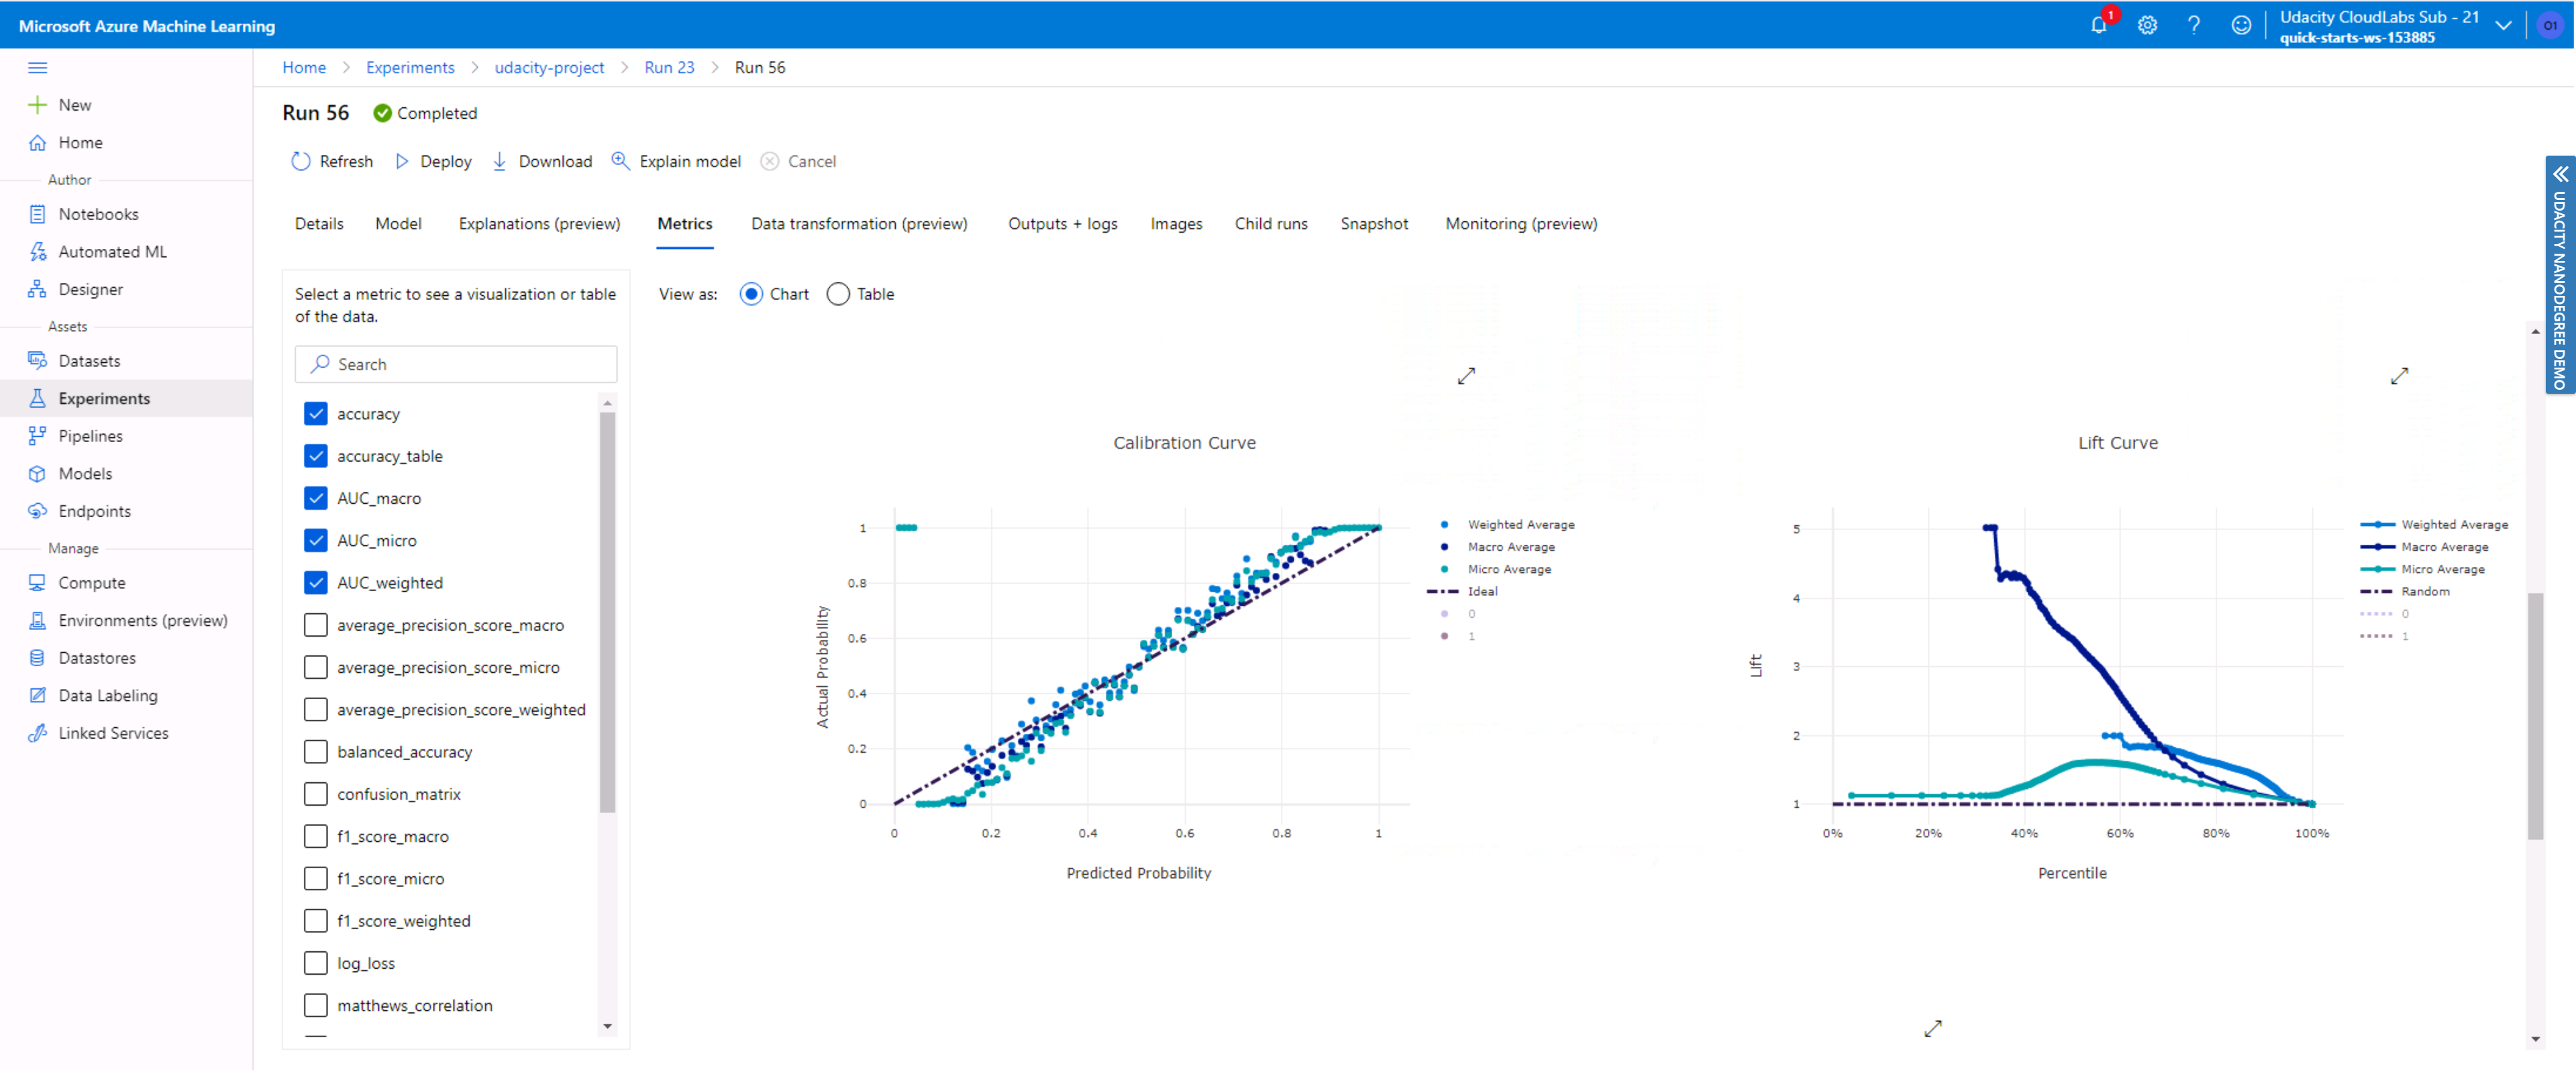 Microsoft Azure Machine Learning
1
Udacity CloudLabs Sub - 21
quick-starts-ws-153885
O1
Home > Experiments > udacity-project > Run 23 > Run 56
New
Home
Author
Notebooks
Automated ML
Designer
Assets
Datasets
Experiments
Pipelines
Models
Endpoints
Manage
Compute
Environments (preview)
Datastores
Data Labeling
Linked Services
Run 56 Completed
Refresh Deploy Download Explain model Cancel
Details Model Explanations (preview) Metrics Data transformation (preview) Outputs + logs Images Child runs Snapshot Monitoring (preview)
Select a metric to see a visualization or table
of the data.
Search
accuracy
accuracy_table
AUC_macro
AUC_micro
AUC_weighted
average_precision_score_macro
average_precision_score_micro
average_precision_score_weighted
balanced_accuracy
confusion_matrix
f1_score_macro
f1_score_micro
f1_score_weighted
log_loss
matthews_correlation
View as: Chart Table
Calibration Curve
1
0.8
0.6
0.4
0.2
0
Actual Probability
0 0.2 0.4 0.6 0.8 1
Predicted Probability
Weighted Average
Macro Average
Micro Average
Ideal
0
1
Lift Curve
5
4
3
2
1
Lift
0% 20% 40% 60% 80% 100%
Percentile
Weighted Average
Macro Average
Micro Average
Random
0
1
UDACITY NANODEGREE DEMO